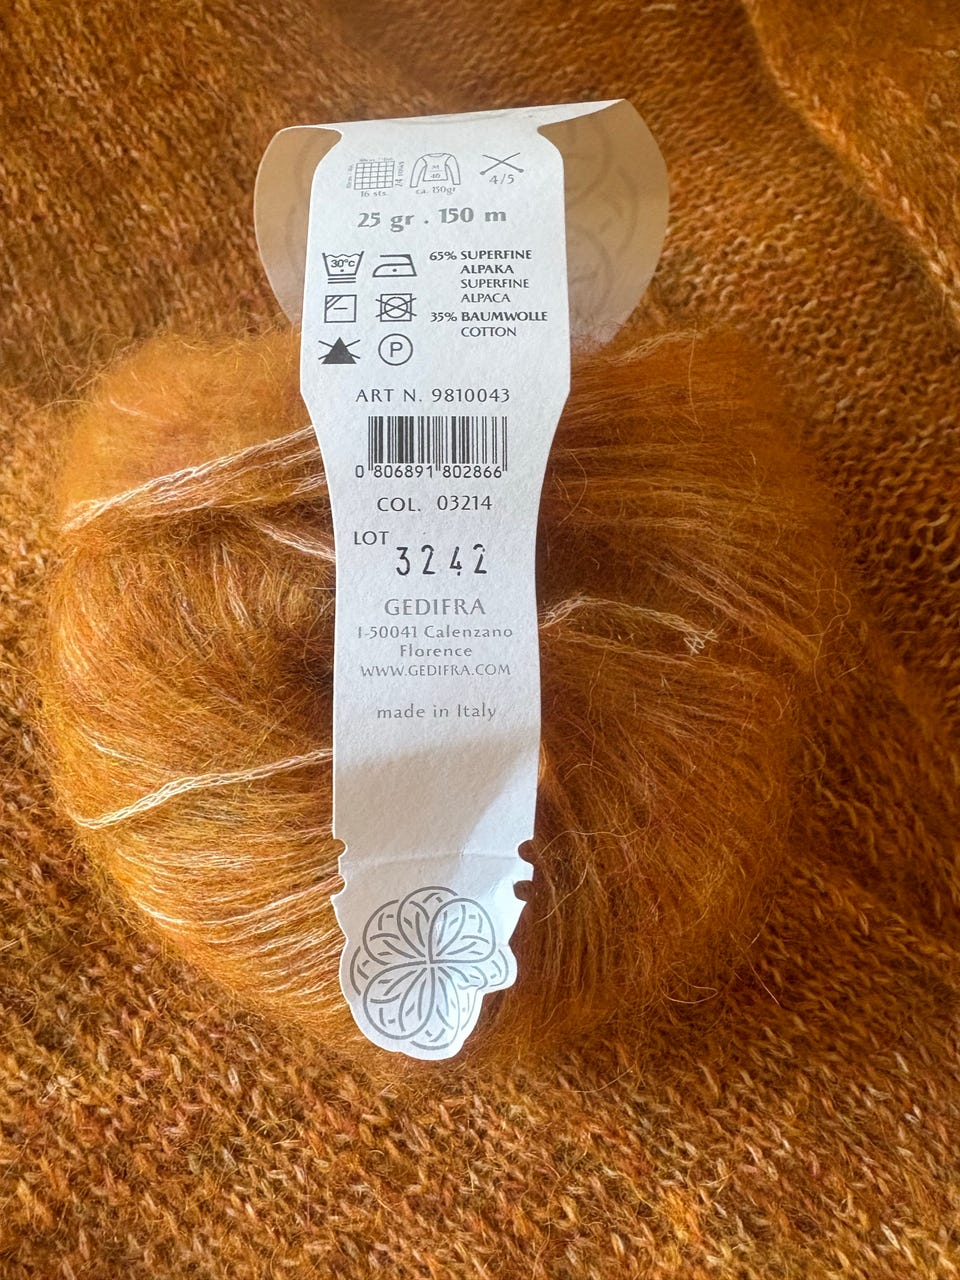 24 rows
16 sts.
M
46
ca. 150gr
4/5
25 gr . 150 m
30°C
65% SUPERFINE
ALPAKA
SUPERFINE
ALPACA
35% BAUMWOLLE
COTTON
P
ART N. 9810043
0 806891 802866
COL. 03214
LOT
3242
GEDIFRA
I-50041 Calenzano
Florence
WWW.GEDIFRA.COM
made in Italy